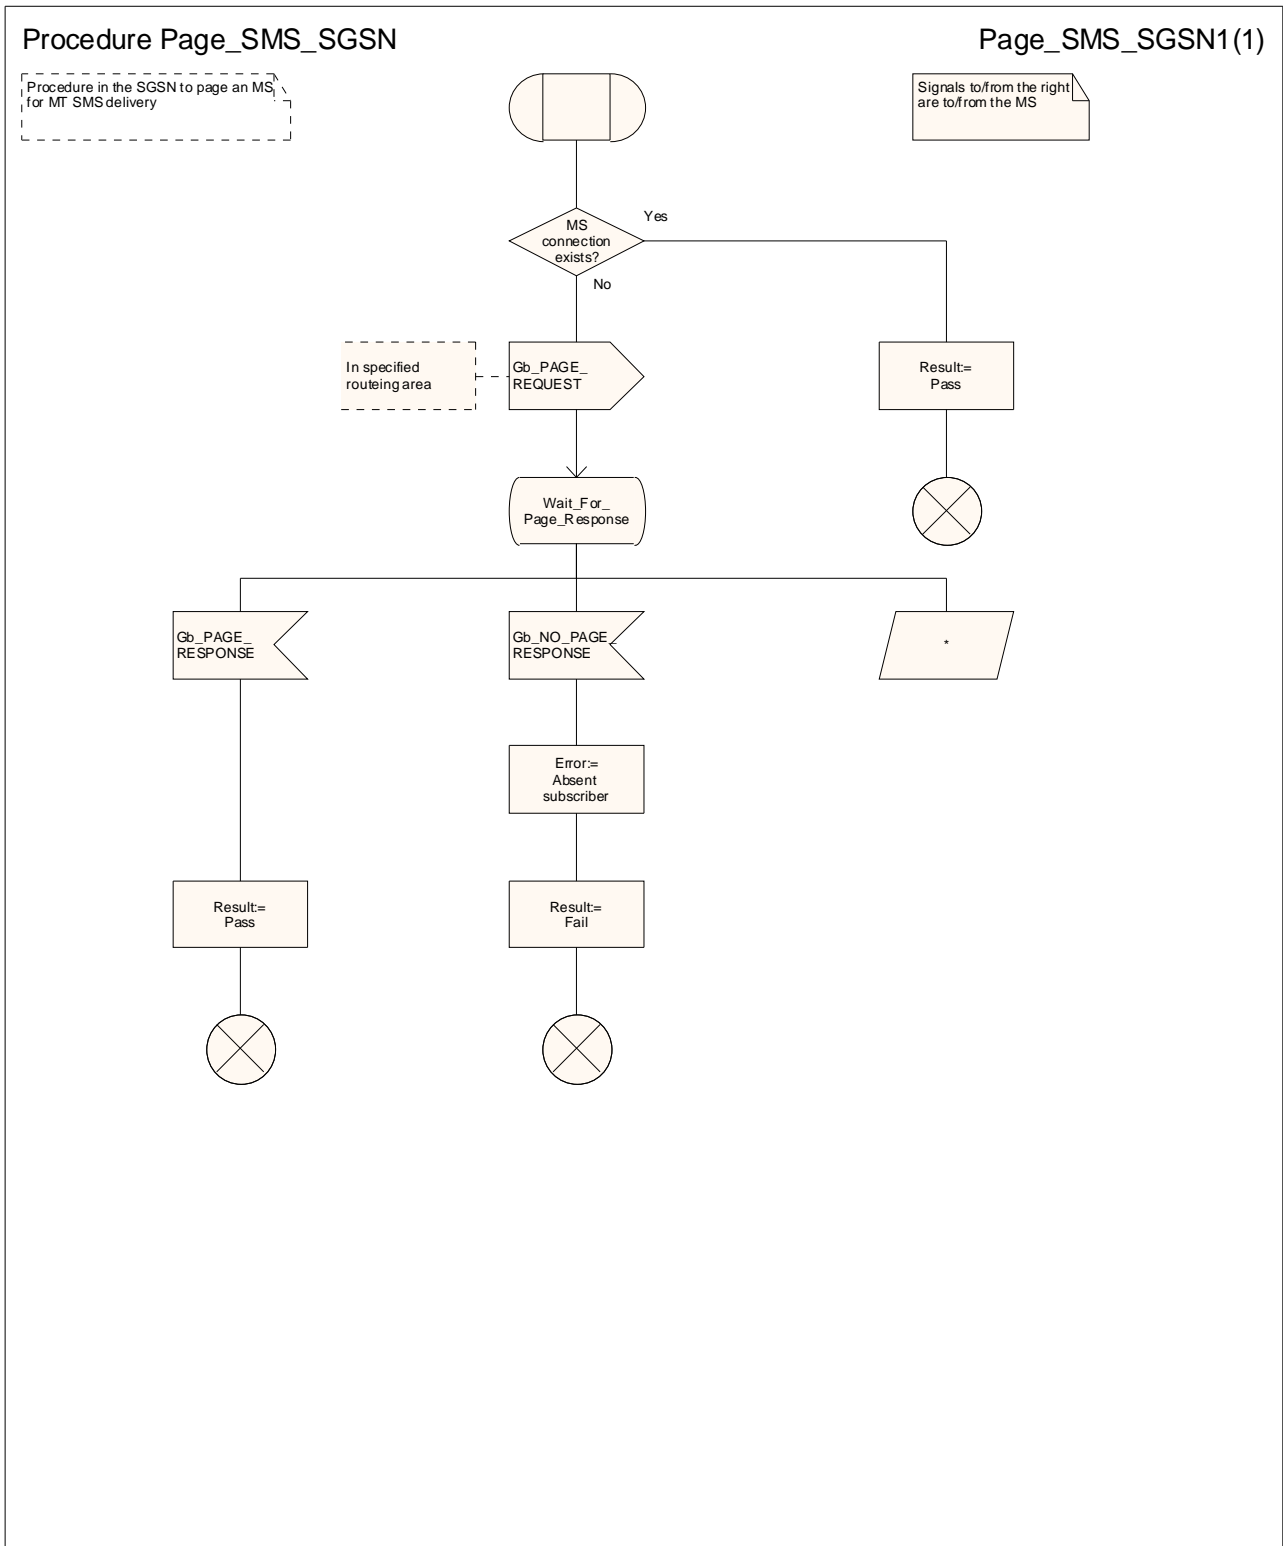 Procedure Page_SMS_SGSN
Page_SMS_SGSN1(1)
Procedure in the SGSN to page an MS
for MT SMS delivery
Signals to/from the right
are to/from the MS
MS
connection
exists?
Yes
No
In specified
routeing area
Gb_PAGE_
REQUEST
Result:=
Pass
Wait_For_
Page_Response
Gb_PAGE_
RESPONSE
Gb_NO_PAGE_
RESPONSE
*
Error:=
Absent
subscriber
Result:=
Pass
Result:=
Fail